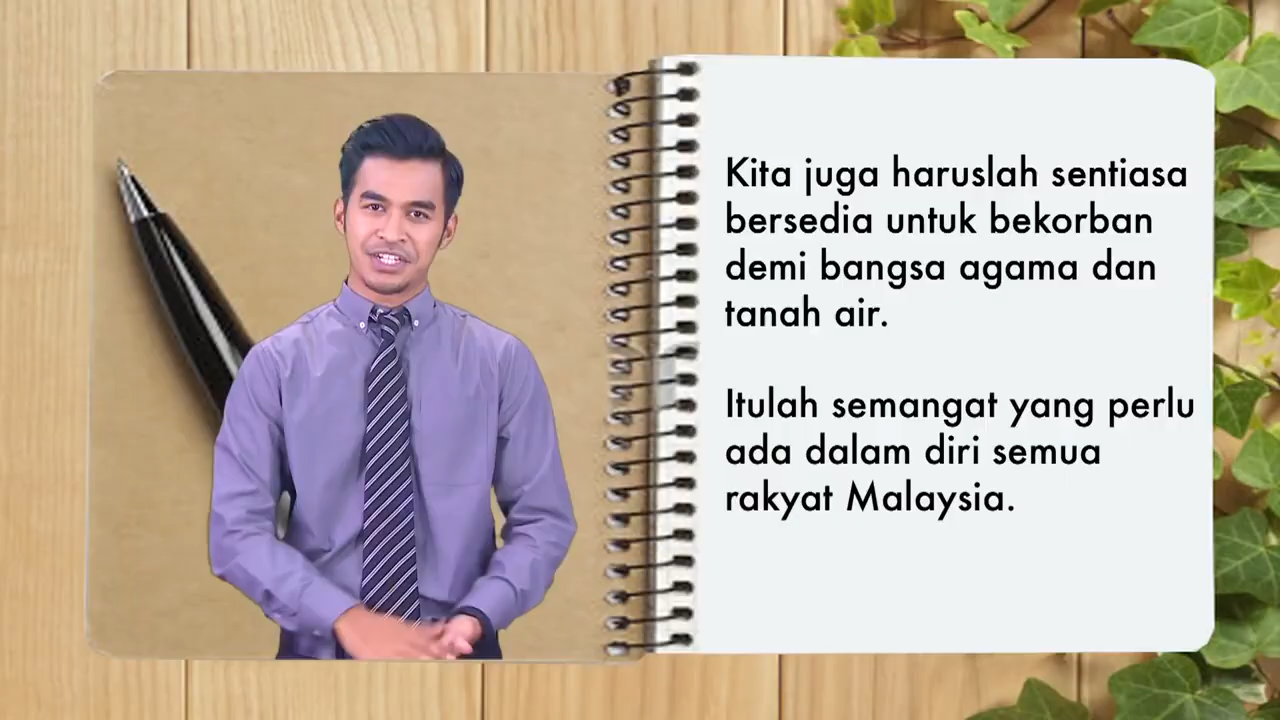 Kita juga haruslah sentiasa
bersedia untuk bekorban
demi bangsa agama dan
tanah air.
Itulah semangat yang perlu
ada dalam diri semua
rakyat Malaysia.